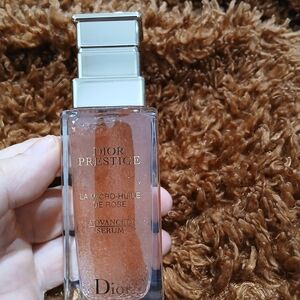 DIOR
PRESTIGE
LA MICRO-HUILE
DE ROSE
ADVANCED
SERUM
Dior